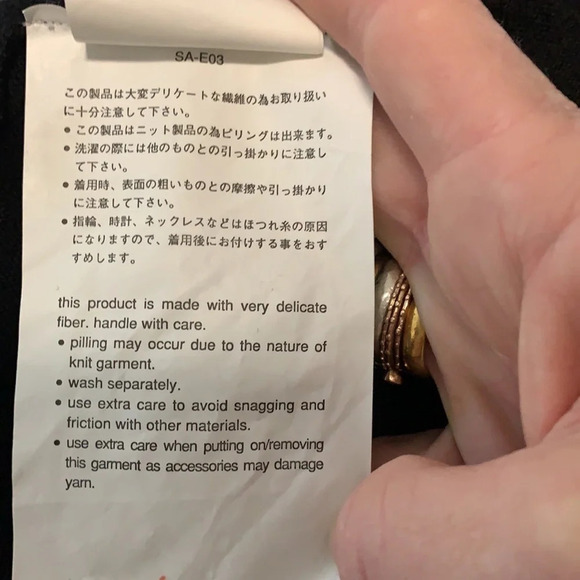 SA-E03
この製品は大変デリケートな繊維の為お取り扱い
に十分注意して下さい。
● この製品はニット製品の為ピリングは出来ます。
● 洗濯の際には他のものとの引っ掛かりに注意し
て下さい。
● 着用時、表面の粗いものとの摩擦や引っ掛かり
に注意して下さい。
● 指輪、時計、ネックレスなどはほつれ糸の原因
になりますので、着用後にお付けする事をおす
すめします。
this product is made with very delicate
fiber. handle with care.
● pilling may occur due to the nature of
knit garment.
● wash separately.
● use extra care to avoid snagging and
friction with other materials.
● use extra care when putting on/removing
this garment as accessories may damage
yarn.